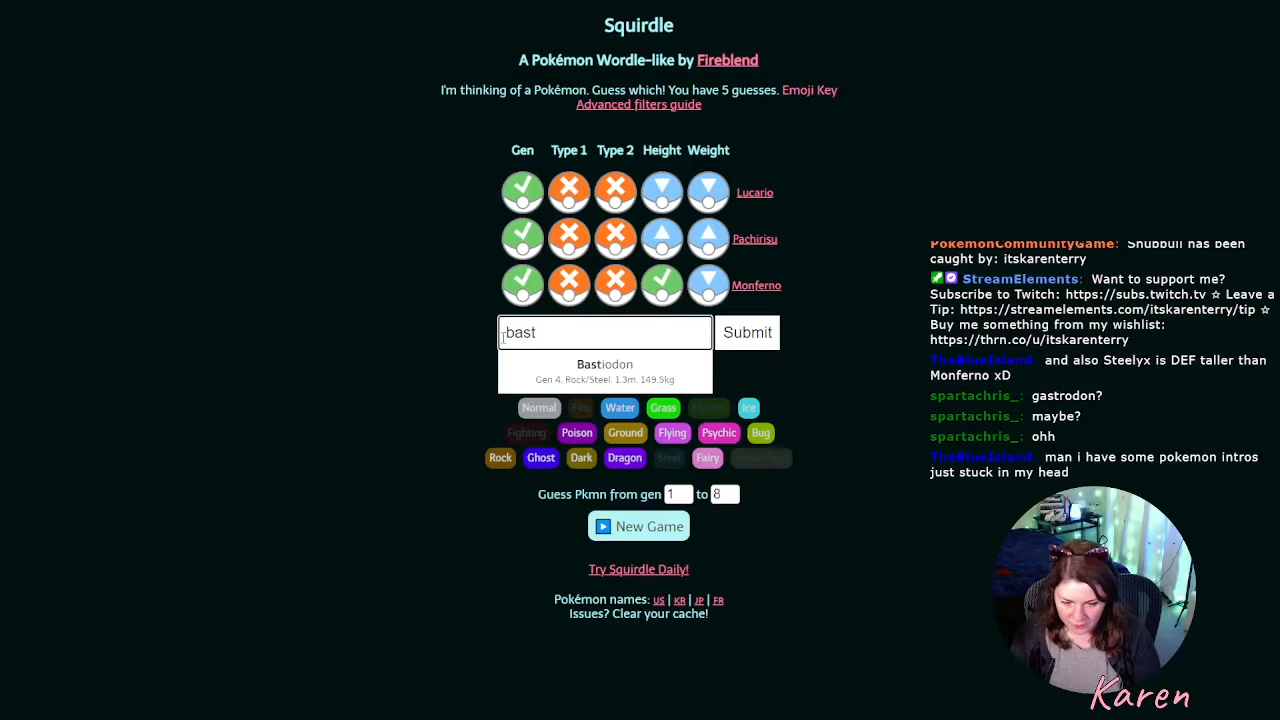 Squirdle
A Pokémon Wordle-like by Fireblend
I'm thinking of a Pokémon. Guess which! You have 5 guesses. Emoji Key
Advanced filters guide
Gen Type 1 Type 2 Height Weight
Lucario
Pachirisu
Monferno
bast Submit
Bastiodon
Gen 4, Rock/Steel, 1.3m, 149.5kg
Normal Fire Water Grass Ice
Fighting Poison Ground Flying Psychic Bug
Rock Ghost Dark Dragon Steel Fairy
Guess Pkmn from gen 1 to 8
New Game
Try Squirdle Daily!
Pokémon names: US | KR | JP | FR
Issues? Clear your cache!
PokemonCommunityGame: Snubbull has been
caught by: itskarenterry
StreamElements: Want to support me?
Subscribe to Twitch: https://subs.twitch.tv ☆ Leave a
Tip: https://streamelements.com/itskarenterry/tip ☆
Buy me something from my wishlist:
https://thrn.co/u/itskarenterry
TheBlueIsland: and also Steelyx is DEF taller than
Monferno xD
spartachris_: gastrodon?
spartachris_: maybe?
spartachris_: ohh
TheBlueIsland: man i have some pokemon intros
just stuck in my head
Karen